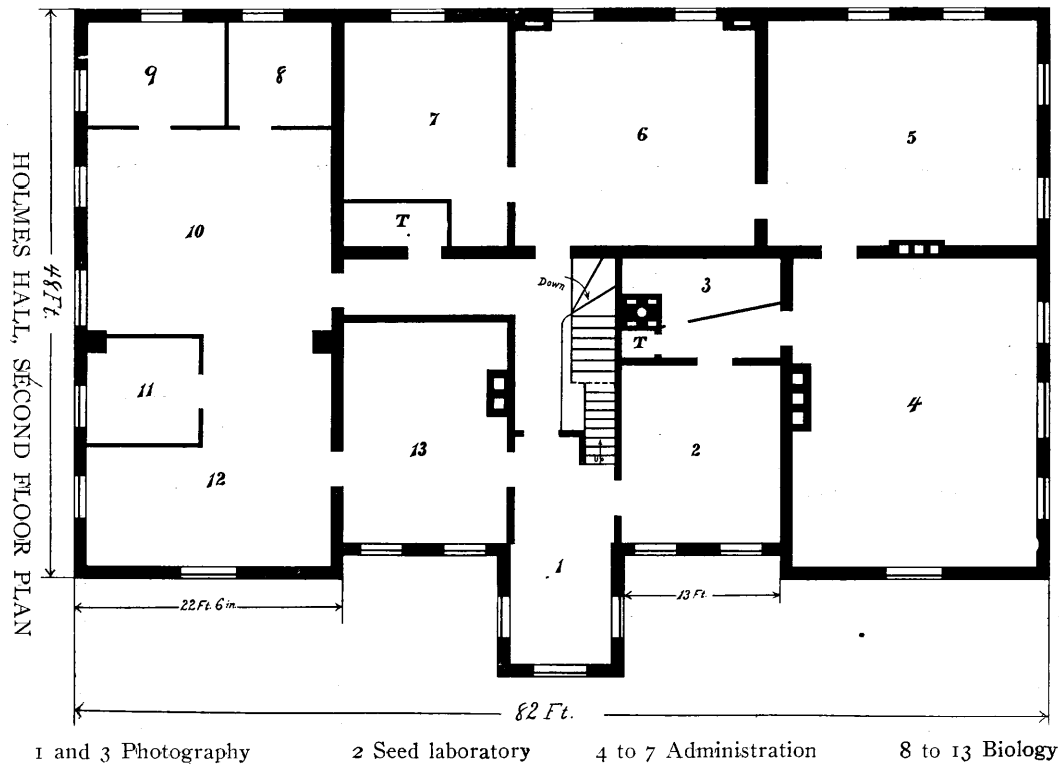 9
8
7
6
5
T
10
3
Down
T
11
4
13
2
12
UP
1
HOLMES HALL, SECOND FLOOR PLAN
48 Ft.
22 Ft. 6 in.
13 Ft.
82 Ft.
1 and 3 Photography 2 Seed laboratory 4 to 7 Administration 8 to 13 Biology